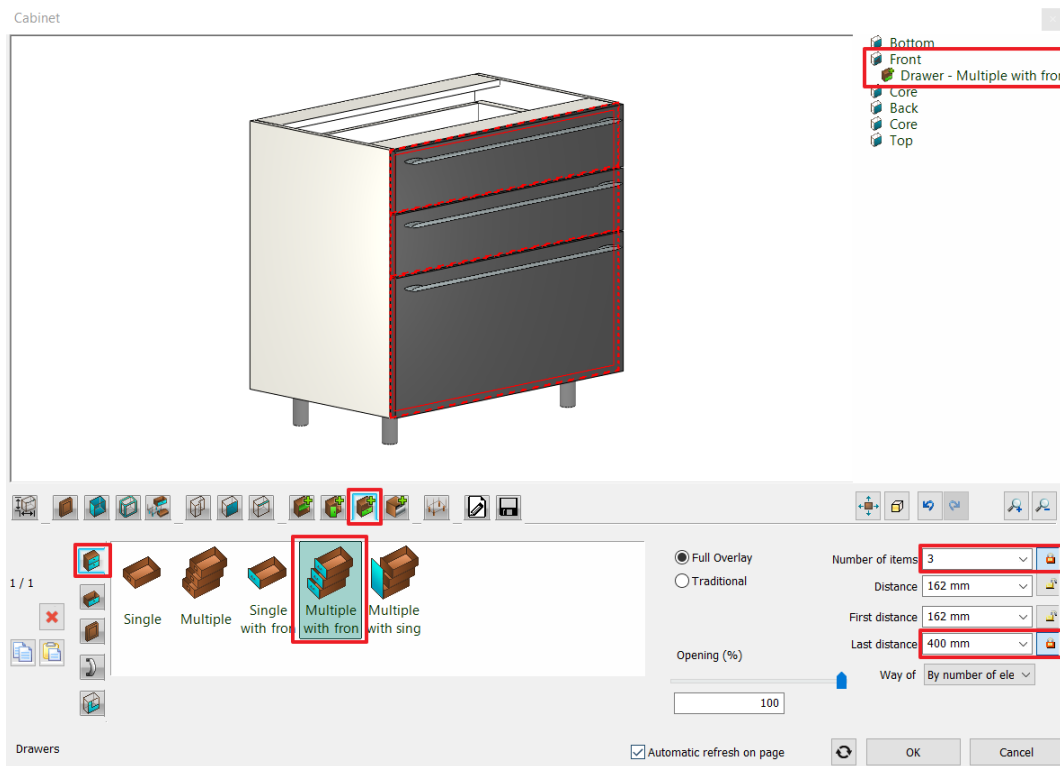 Cabinet
Bottom
Front
Drawer - Multiple with fron
Core
Back
Core
Top
1 / 1
Single
Multiple
Single
with fron
Multiple
with fron
Multiple
with sing
Full Overlay
Traditional
Opening (%)
100
Number of items 3
Distance 162 mm
First distance 162 mm
Last distance 400 mm
Way of By number of ele
Drawers
Automatic refresh on page
OK
Cancel